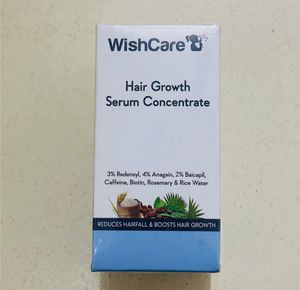 WishCare
Hair Growth
Serum Concentrate
3% Redensyl, 4% Anagain, 2% Baicapil,
Caffeine, Biotin, Rosemary & Rice Water
REDUCES HAIRFALL & BOOSTS HAIR GROWTH